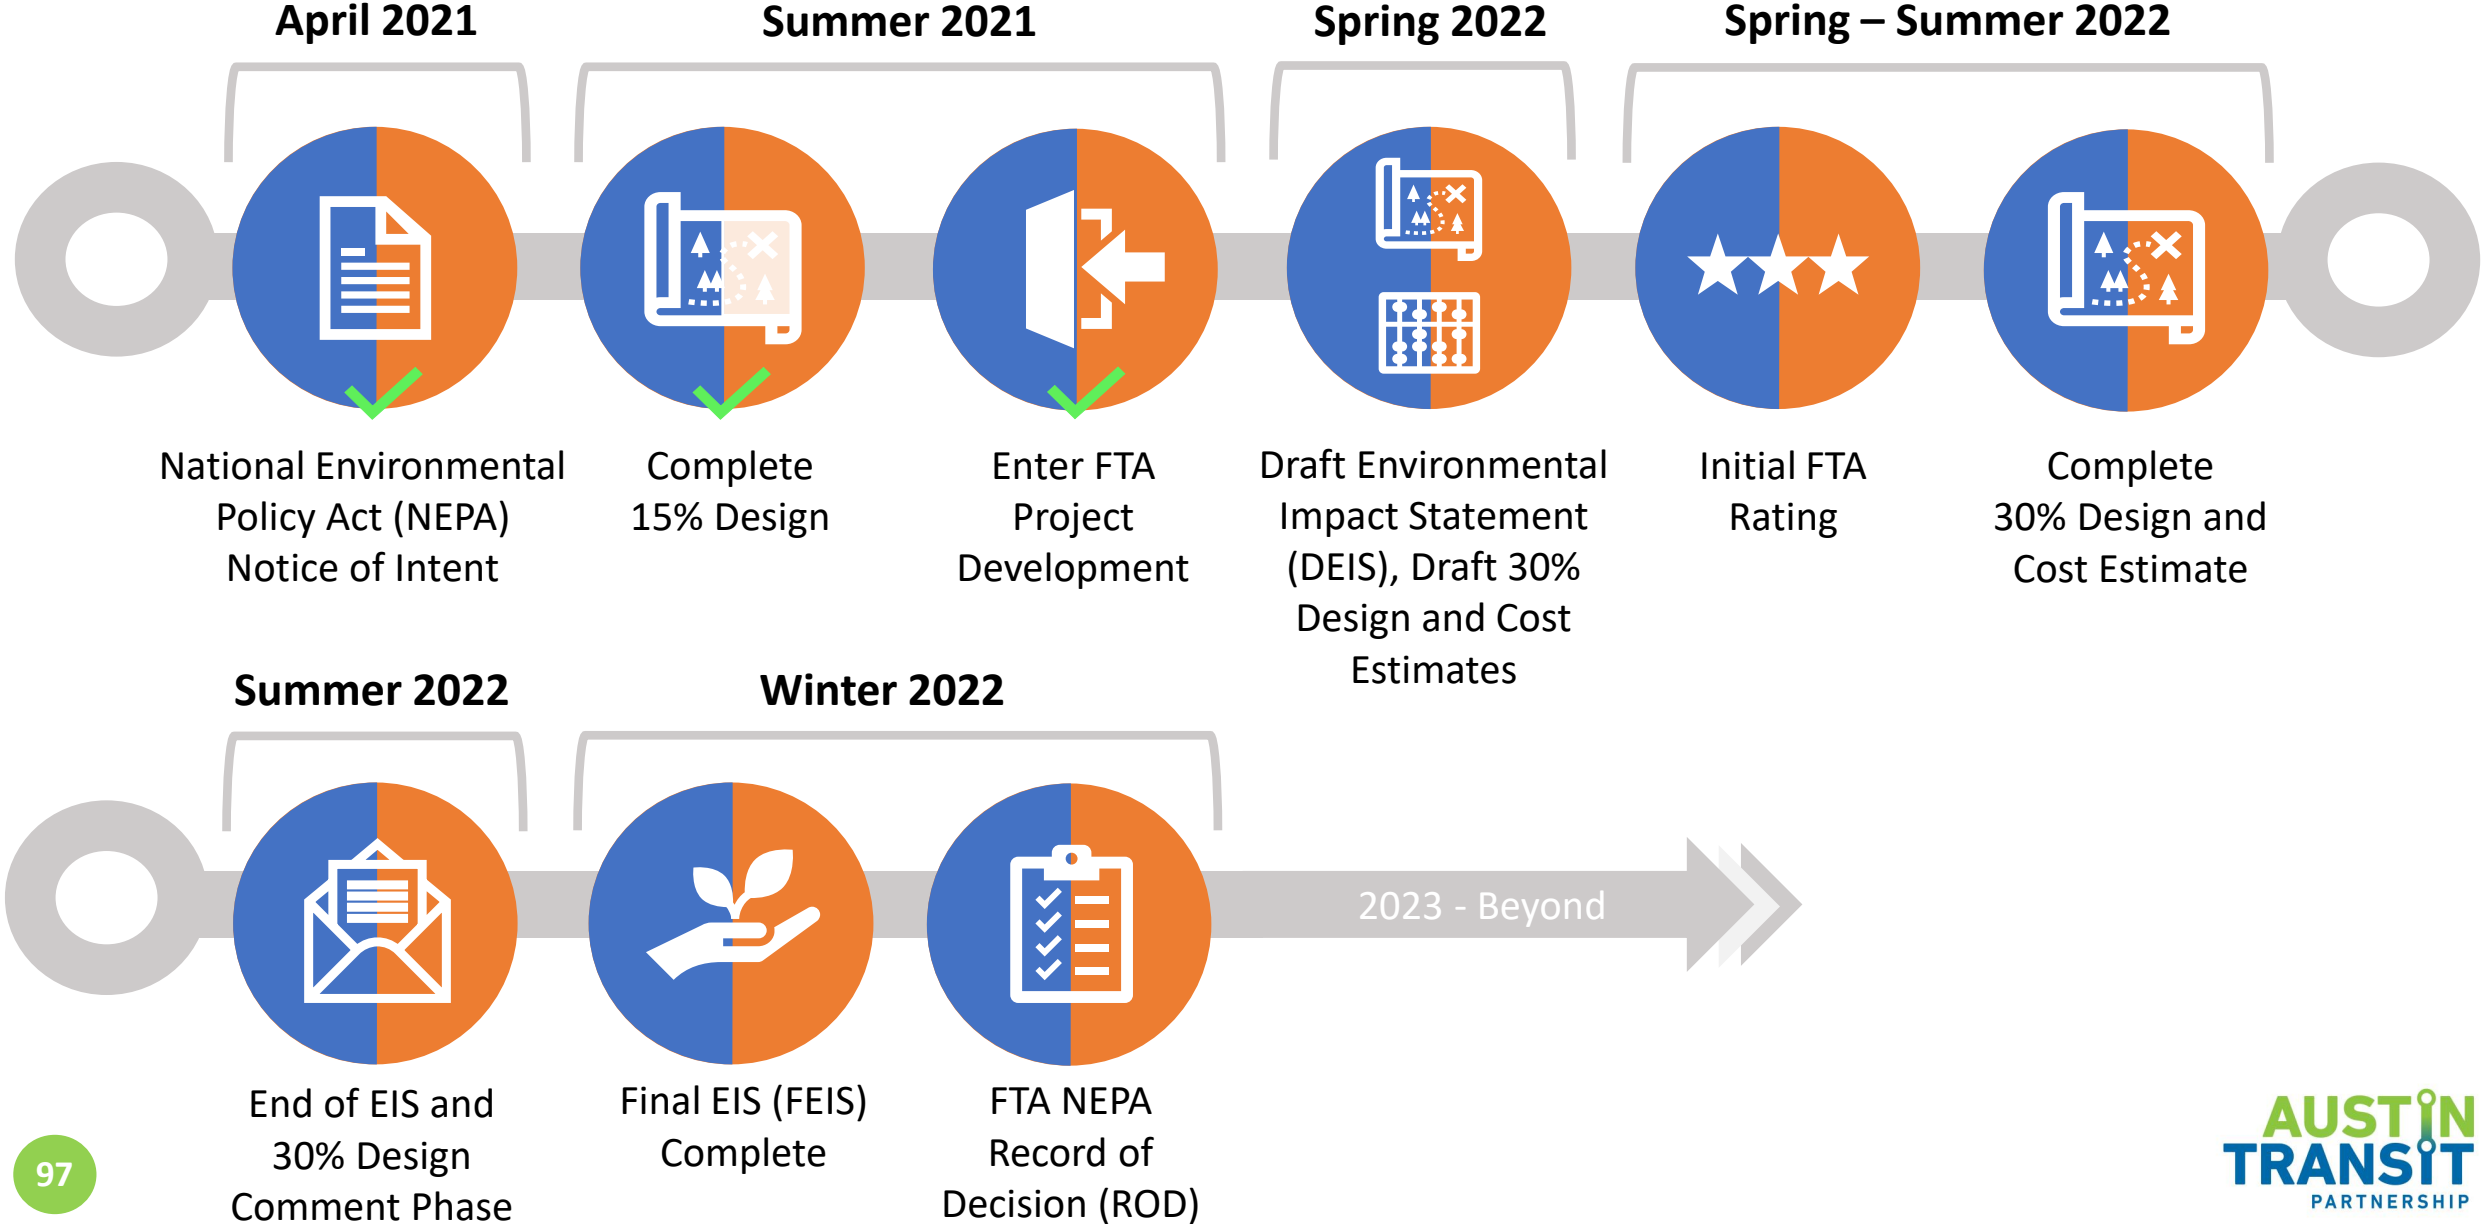 April 2021
Summer 2021
Spring 2022
Spring – Summer 2022
National Environmental
Policy Act (NEPA)
Notice of Intent
Complete
15% Design
Enter FTA
Project
Development
Draft Environmental
Impact Statement
(DEIS), Draft 30%
Design and Cost
Estimates
Initial FTA
Rating
Complete
30% Design and
Cost Estimate
Summer 2022
Winter 2022
2023 - Beyond
End of EIS and
30% Design
Comment Phase
Final EIS (FEIS)
Complete
FTA NEPA
Record of
Decision (ROD)
97
AUSTIN
TRANSIT
PARTNERSHIP